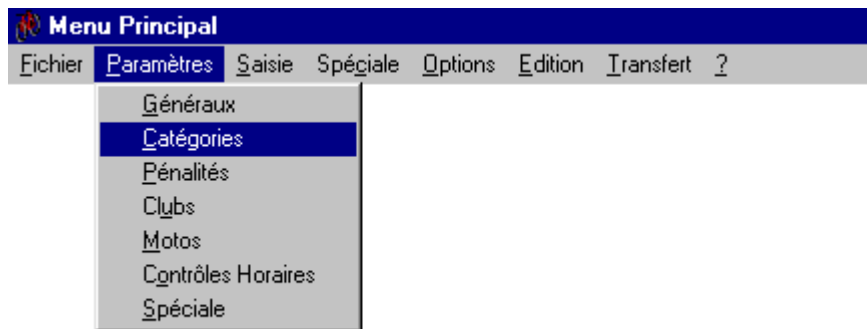 Menu Principal
Fichier Paramètres Saisie Spéciale Options Edition Transfert ?
Généraux
Catégories
Pénalités
Clubs
Motos
Contrôles Horaires
Spéciale